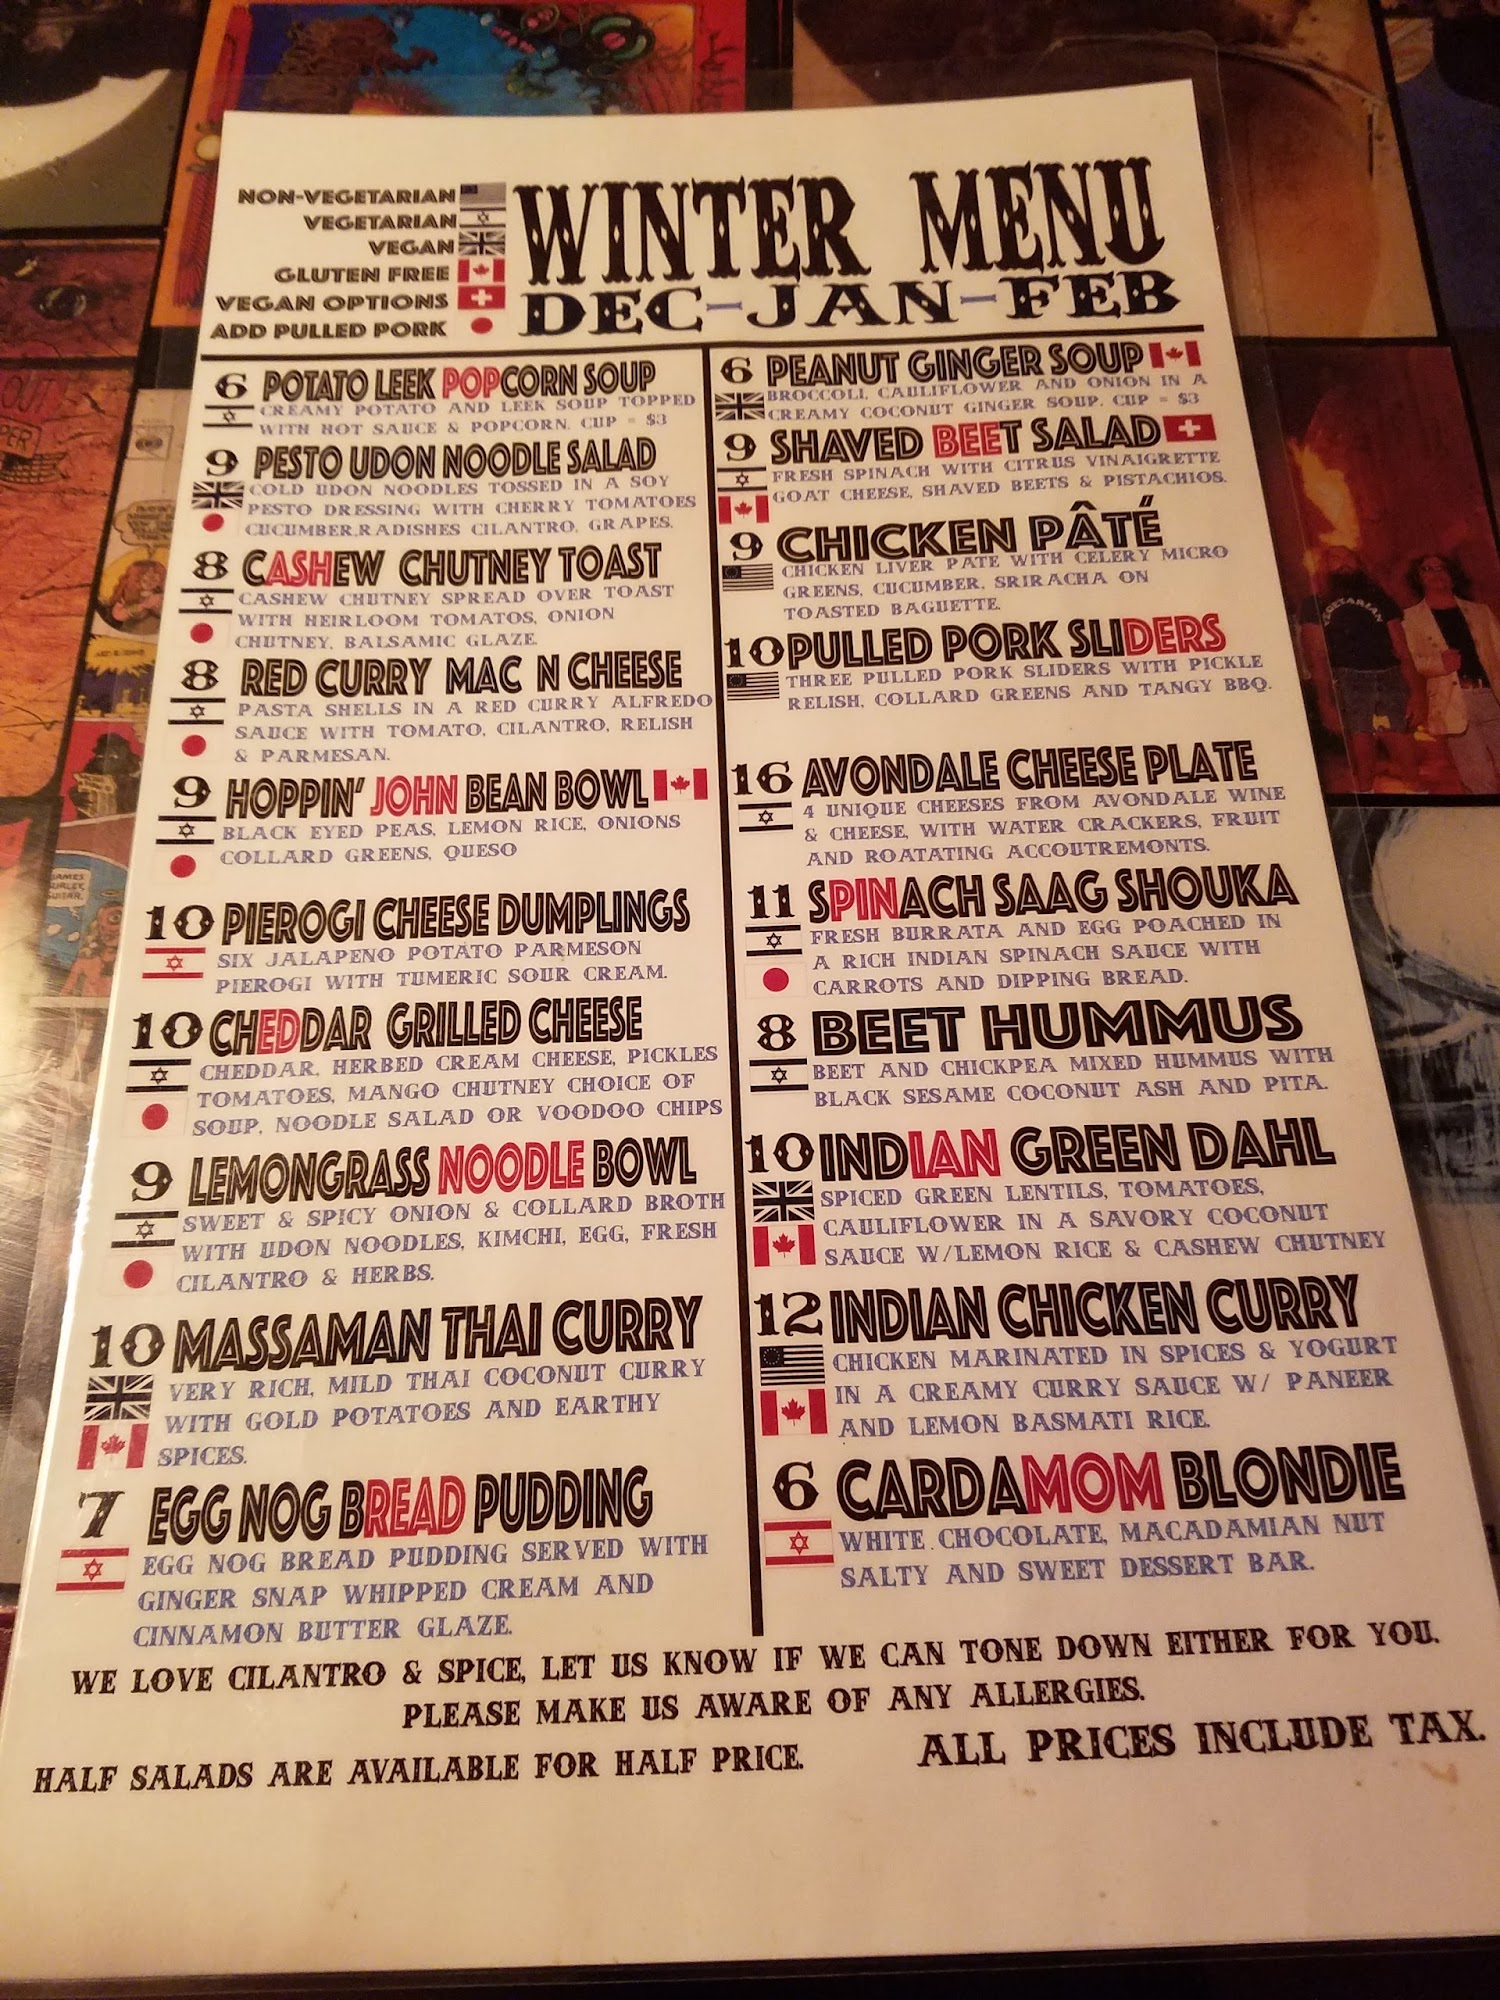 NON-VEGETARIAN
VEGETARIAN
VEGAN
GLUTEN FREE
VEGAN OPTIONS
ADD PULLED PORK
WINTER MENU
DEC-JAN-FEB
6 POTATO LEEK POPCORN SOUP
CREAMY POTATO AND LEEK SOUP TOPPED
WITH HOT SAUCE & POPCORN. CUP = $3
9 PESTO UDON NOODLE SALAD
COLD UDON NOODLES TOSSED IN A SOY
PESTO DRESSING WITH CHERRY TOMATOES
CUCUMBER,RADISHES CILANTRO, GRAPES.
8 CASHEW CHUTNEY TOAST
CASHEW CHUTNEY SPREAD OVER TOAST
WITH HEIRLOOM TOMATOS, ONION
CHUTNEY, BALSAMIC GLAZE.
8 RED CURRY MAC N CHEESE
PASTA SHELLS IN A RED CURRY ALFREDO
SAUCE WITH TOMATO, CILANTRO, RELISH
& PARMESAN.
9 HOPPIN' JOHN BEAN BOWL
BLACK EYED PEAS, LEMON RICE, ONIONS
COLLARD GREENS, QUESO
10 PIEROGI CHEESE DUMPLINGS
SIX JALAPENO POTATO PARMESON
PIEROGI WITH TUMERIC SOUR CREAM.
10 CHEDDAR GRILLED CHEESE
CHEDDAR, HERBED CREAM CHEESE, PICKLES
TOMATOES, MANGO CHUTNEY CHOICE OF
SOUP, NOODLE SALAD OR VOODOO CHIPS
9 LEMONGRASS NOODLE BOWL
SWEET & SPICY ONION & COLLARD BROTH
WITH UDON NOODLES, KIMCHI, EGG, FRESH
CILANTRO & HERBS.
10 MASSAMAN THAI CURRY
VERY RICH, MILD THAI COCONUT CURRY
WITH GOLD POTATOES AND EARTHY
SPICES.
7 EGG NOG BREAD PUDDING
EGG NOG BREAD PUDDING SERVED WITH
GINGER SNAP WHIPPED CREAM AND
CINNAMON BUTTER GLAZE.
6 PEANUT GINGER SOUP
BROCCOLI, CAULIFLOWER AND ONION IN A
CREAMY COCONUT GINGER SOUP. CUP = $3
9 SHAVED BEET SALAD
FRESH SPINACH WITH CITRUS VINAIGRETTE
GOAT CHEESE, SHAVED BEETS & PISTACHIOS.
9 CHICKEN PÂTÉ
CHICKEN LIVER PATE WITH CELERY MICRO
GREENS, CUCUMBER, SRIRACHA ON
TOASTED BAGUETTE.
10 PULLED PORK SLIDERS
THREE PULLED PORK SLIDERS WITH PICKLE
RELISH, COLLARD GREENS AND TANGY BBQ.
16 AVONDALE CHEESE PLATE
4 UNIQUE CHEESES FROM AVONDALE WINE
& CHEESE, WITH WATER CRACKERS, FRUIT
AND ROATATING ACCOUTREMONTS.
11 SPINACH SAAG SHOUKA
FRESH BURRATA AND EGG POACHED IN
A RICH INDIAN SPINACH SAUCE WITH
CARROTS AND DIPPING BREAD.
8 BEET HUMMUS
BEET AND CHICKPEA MIXED HUMMUS WITH
BLACK SESAME COCONUT ASH AND PITA.
10 INDIAN GREEN DAHL
SPICED GREEN LENTILS, TOMATOES,
CAULIFLOWER IN A SAVORY COCONUT
SAUCE W/LEMON RICE & CASHEW CHUTNEY
12 INDIAN CHICKEN CURRY
CHICKEN MARINATED IN SPICES & YOGURT
IN A CREAMY CURRY SAUCE W/ PANEER
AND LEMON BASMATI RICE.
6 CARDAMOM BLONDIE
WHITE CHOCOLATE, MACADAMIAN NUT
SALTY AND SWEET DESSERT BAR.
WE LOVE CILANTRO & SPICE, LET US KNOW IF WE CAN TONE DOWN EITHER FOR YOU.
PLEASE MAKE US AWARE OF ANY ALLERGIES.
HALF SALADS ARE AVAILABLE FOR HALF PRICE.
ALL PRICES INCLUDE TAX.
VEGETARIAN